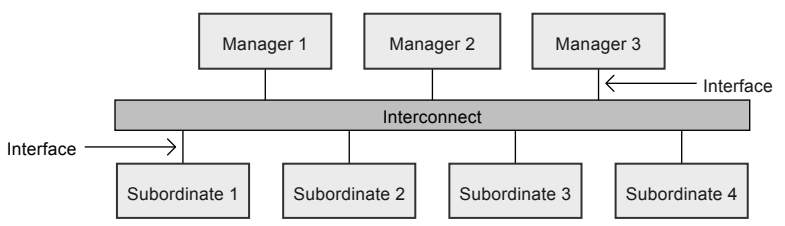 Manager 1
Manager 2
Manager 3
Interface
Interconnect
Interface
Subordinate 1
Subordinate 2
Subordinate 3
Subordinate 4